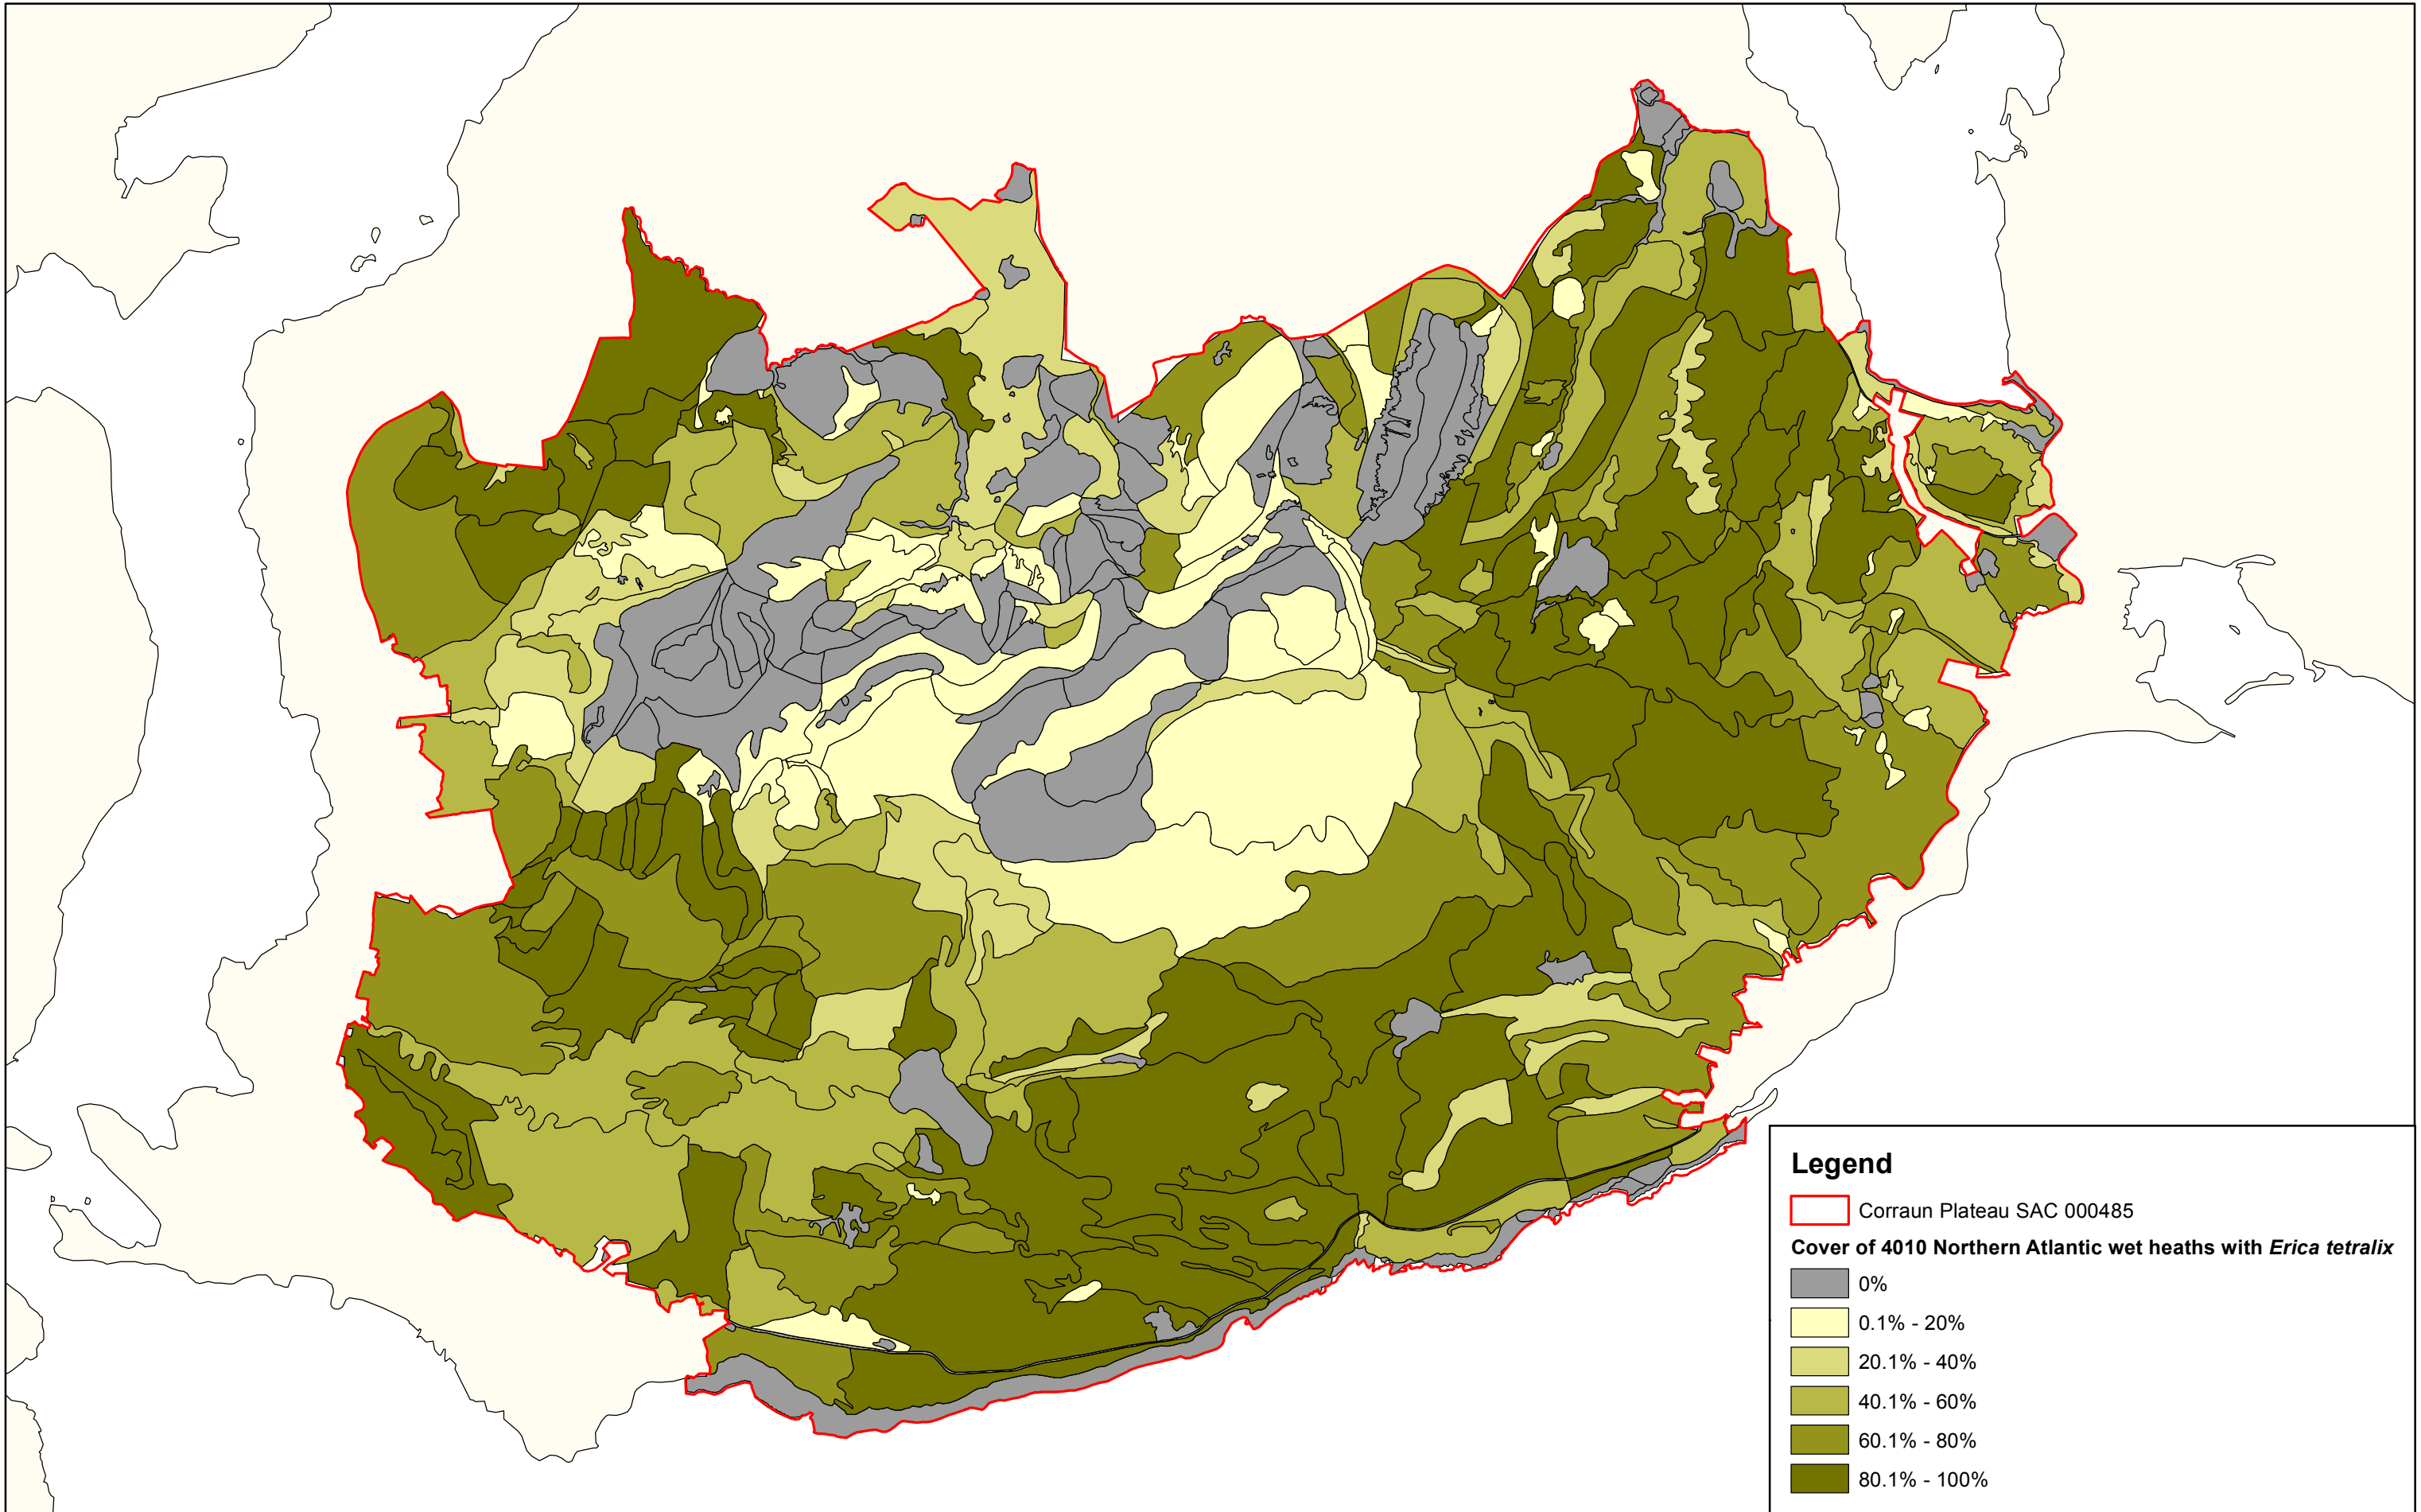 Legend
Corraun Plateau SAC 000485
Cover of 4010 Northern Atlantic wet heaths with Erica tetralix
0%
0.1% - 20%
20.1% - 40%
40.1% - 60%
60.1% - 80%
80.1% - 100%